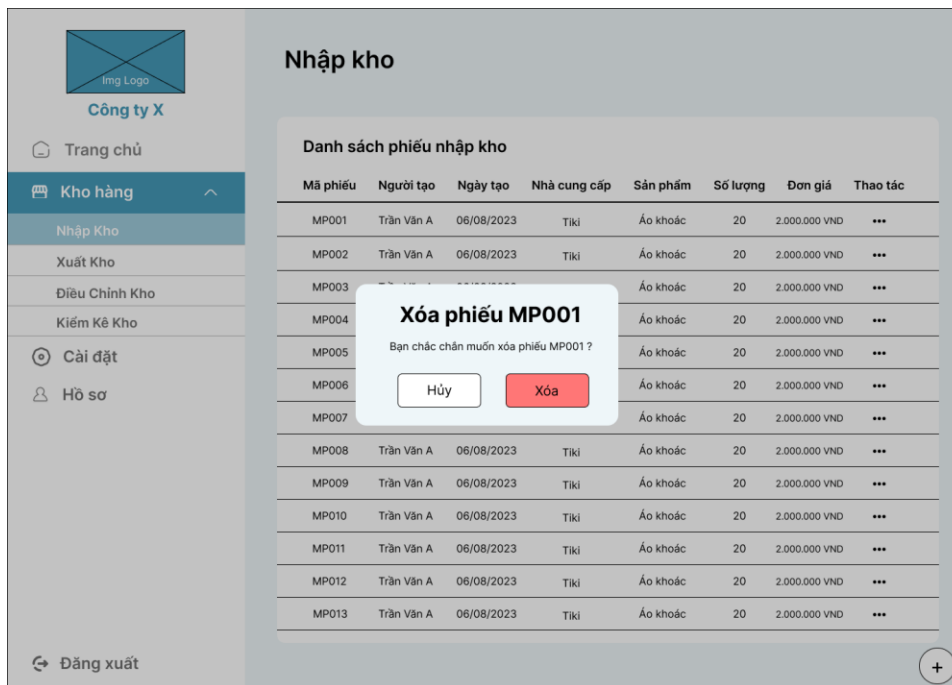 Img Logo
Công ty X
Trang chủ
Kho hàng
Nhập Kho
Xuất Kho
Điều Chỉnh Kho
Kiểm Kê Kho
Cài đặt
Hồ sơ
Đăng xuất
Nhập kho
Danh sách phiếu nhập kho
Mã phiếu Người tạo Ngày tạo Nhà cung cấp Sản phẩm Số lượng Đơn giá Thao tác
MP001 Trần Văn A 06/08/2023 Tiki Áo khoác 20 2.000.000 VND •••
MP002 Trần Văn A 06/08/2023 Tiki Áo khoác 20 2.000.000 VND •••
MP003 Áo khoác 20 2.000.000 VND •••
MP004 Áo khoác 20 2.000.000 VND •••
MP005 Áo khoác 20 2.000.000 VND •••
MP006 Áo khoác 20 2.000.000 VND •••
MP007 Áo khoác 20 2.000.000 VND •••
MP008 Trần Văn A 06/08/2023 Tiki Áo khoác 20 2.000.000 VND •••
MP009 Trần Văn A 06/08/2023 Tiki Áo khoác 20 2.000.000 VND •••
MP010 Trần Văn A 06/08/2023 Tiki Áo khoác 20 2.000.000 VND •••
MP011 Trần Văn A 06/08/2023 Tiki Áo khoác 20 2.000.000 VND •••
MP012 Trần Văn A 06/08/2023 Tiki Áo khoác 20 2.000.000 VND •••
MP013 Trần Văn A 06/08/2023 Tiki Áo khoác 20 2.000.000 VND •••
Xóa phiếu MP001
Bạn chắc chắn muốn xóa phiếu MP001 ?
Hủy Xóa
+